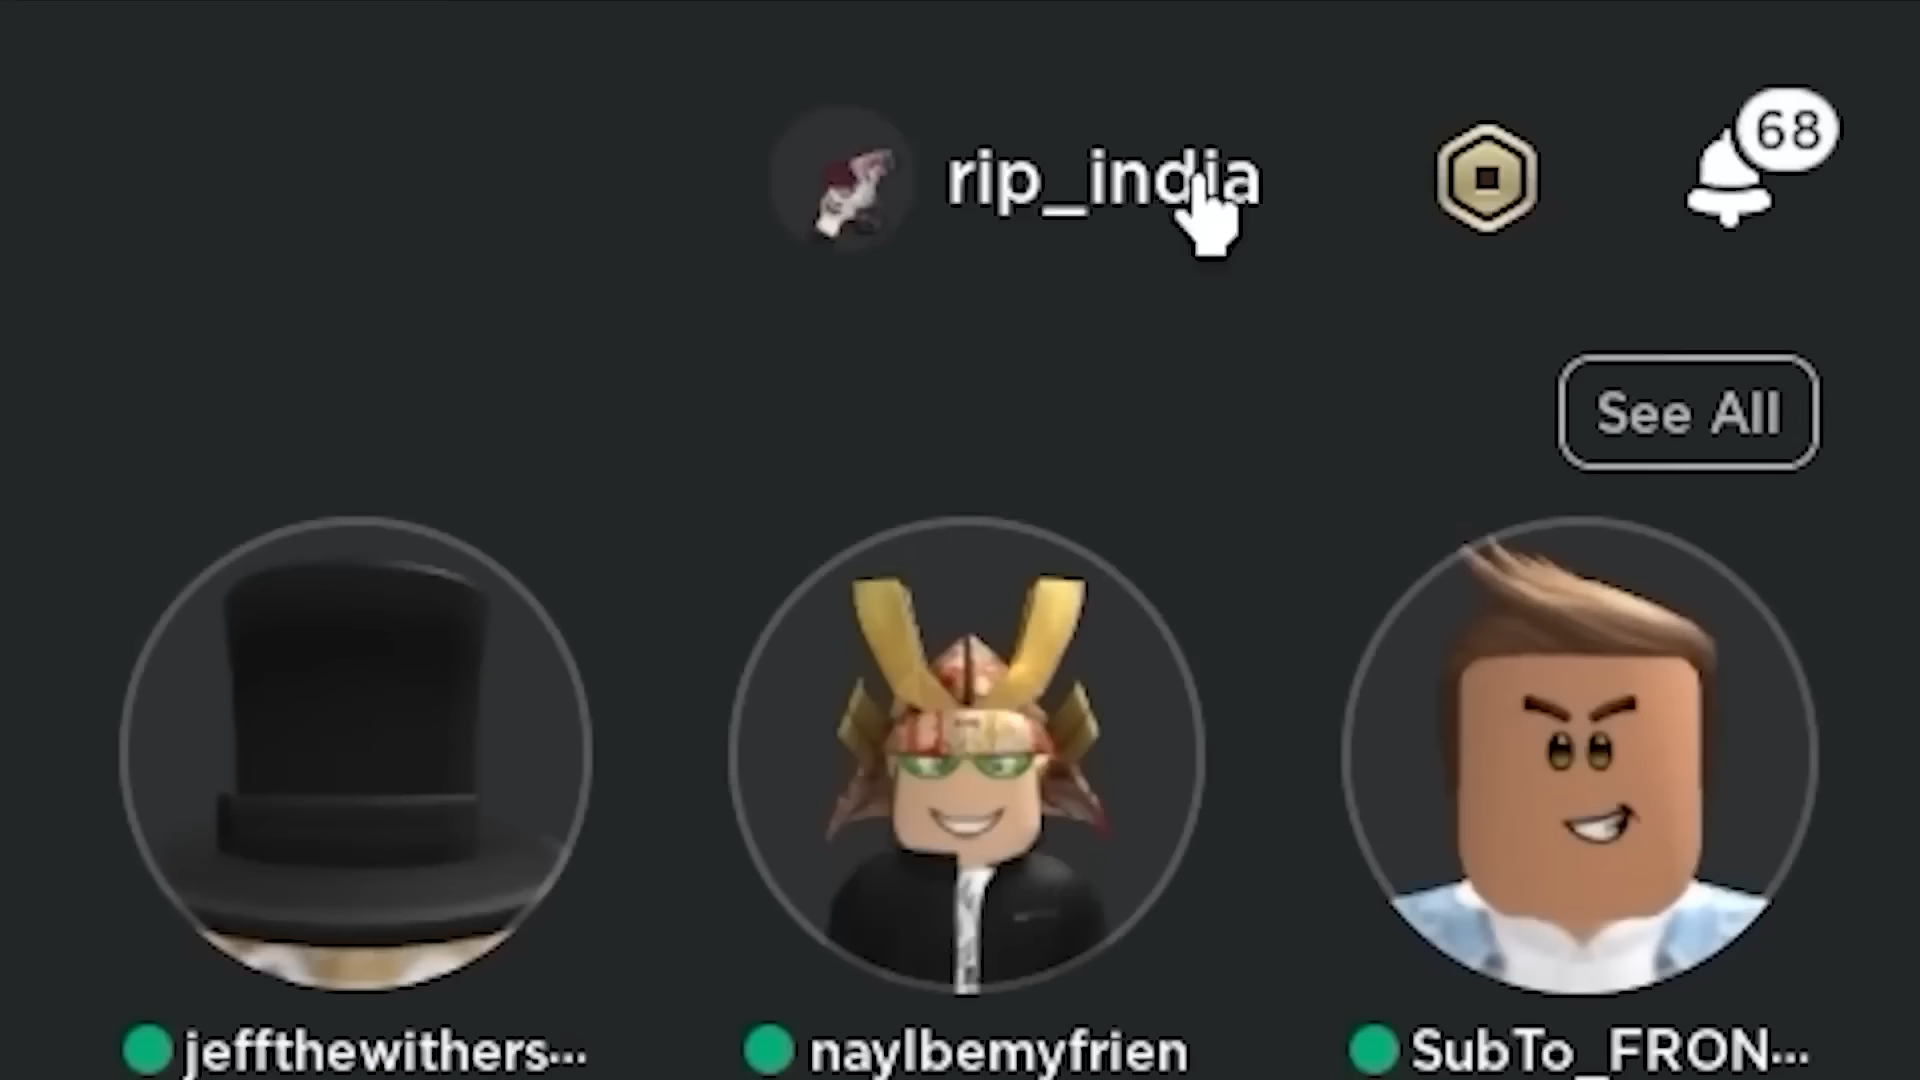 rip_india
68
See All
jeffthewithers...
naylbemyfrien
SubTo_FRON...